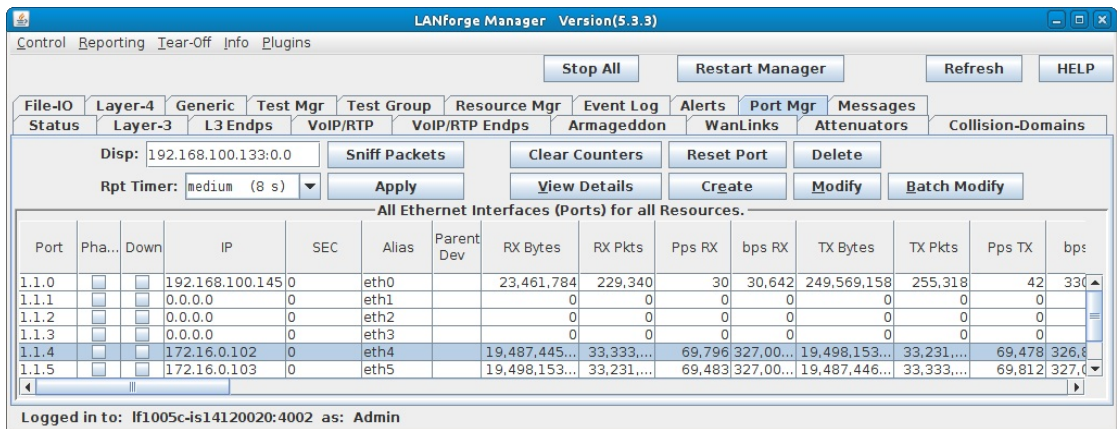 LANforge Manager   Version(5.3.3)
Control Reporting Tear-Off Info Plugins
Stop All Restart Manager Refresh HELP
File-IO Layer-4 Generic Test Mgr Test Group Resource Mgr Event Log Alerts Port Mgr Messages
Status Layer-3 L3 Endps VoIP/RTP VoIP/RTP Endps Armageddon WanLinks Attenuators Collision-Domains
Disp: 192.168.100.133:0.0 Sniff Packets Clear Counters Reset Port Delete
Rpt Timer: medium (8 s) Apply View Details Create Modify Batch Modify
All Ethernet Interfaces (Ports) for all Resources.
Port Pha... Down IP SEC Alias Parent Dev RX Bytes RX Pkts Pps RX bps RX TX Bytes TX Pkts Pps TX bps
1.1.0 192.168.100.145 0 eth0 23,461,784 229,340 30 30,642 249,569,158 255,318 42 330
1.1.1 0.0.0.0 0 eth1 0 0 0 0 0 0 0
1.1.2 0.0.0.0 0 eth2 0 0 0 0 0 0 0
1.1.3 0.0.0.0 0 eth3 0 0 0 0 0 0 0
1.1.4 172.16.0.102 0 eth4 19,487,445... 33,333,... 69,796 327,00... 19,498,153... 33,231,... 69,478 326,8
1.1.5 172.16.0.103 0 eth5 19,498,153... 33,231,... 69,483 327,00... 19,487,446... 33,333,... 69,812 327,0
Logged in to: lf1005c-is14120020:4002 as: Admin